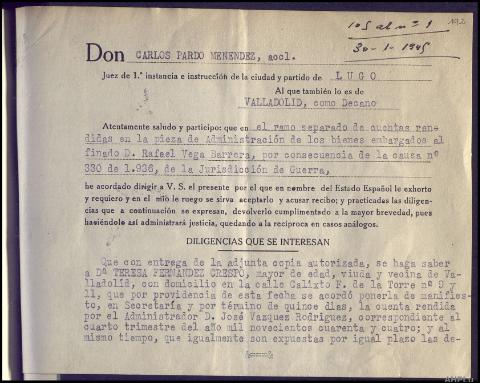 105 al nº 1
192
30-1-1945
Don CARLOS PARDO MENENDEZ, accl.
Juez de 1.ª instancia e instrucción de la ciudad y partido de LUGO
Al que también lo es de
VALLADOLID, como Decano
Atentamente saludo y participo: que en el ramo separado de cuentas ren-
didas en la pieza de Administración de los bienes embargados al
finado D. Rafael Vega Barrera, por consecuencia de la causa nº
330 de 1.936, de la Jurisdicción de Guerra,
he acordado dirigir a V. S. el presente por el que en nombre del Estado Español le exhorto
y requiero y en el mío le ruego se sirva aceptarlo y acusar recibo; y practicadas las diligen-
cias que a continuación se expresan, devolverlo cumplimentado a la mayor brevedad, pues
haciéndolo así administrará justicia, quedando a la recíproca en casos análogos.
DILIGENCIAS QUE SE INTERESAN
Que con entrega de la adjunta copia autorizada, se haga saber
a Dª TERESA FERNANDEZ CRESPO, mayor de edad, viuda y vecina de Va-
lladolid, con domicilio en la calle Calixto F. de la Torre nº 9 y
11, que por providencia de esta fecha se acordó ponerla de manifies-
to, en Secretaría y por término de quince días, la cuenta rendida
por el Administrador D. José Vazquez Rodriguez, correspondiente al
cuarto trimestre del año mil novecientos cuarenta y cuatro; y al
mismo tiempo, que igualmente son expuestas por igual plazo las de-